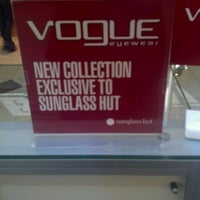 VOGUE
eyewear
NEW COLLECTION
EXCLUSIVE TO
SUNGLASS HUT
sunglass hut